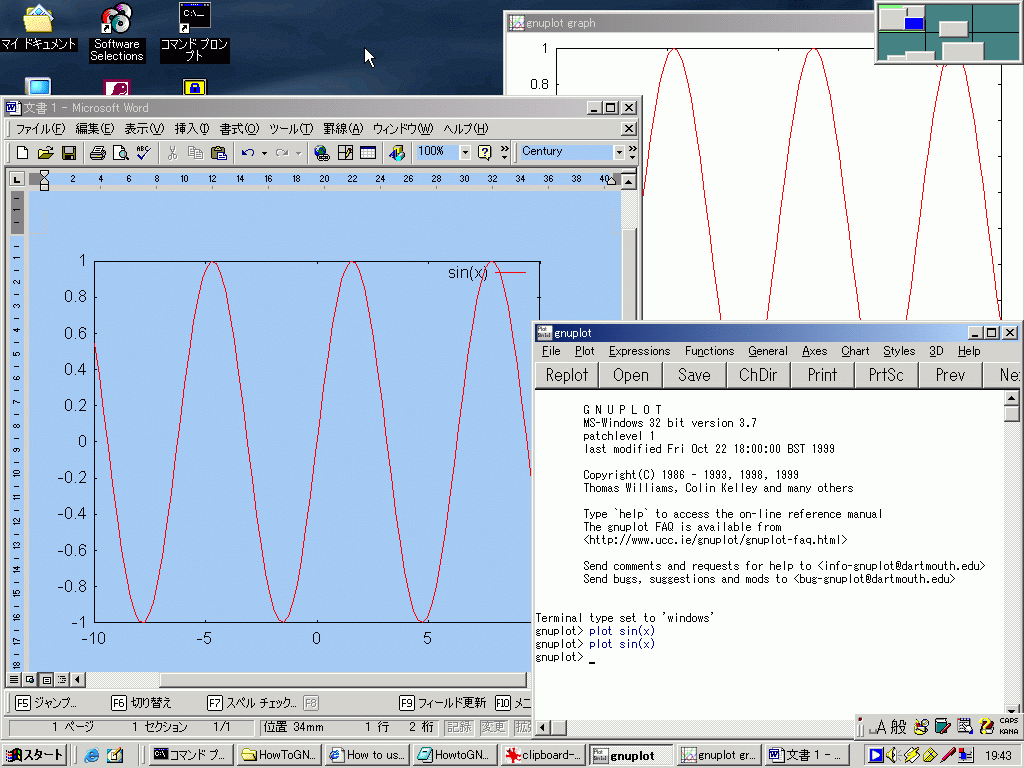 マイ ドキュメント
Software
Selections
C:\_
コマンド プロン
プト
gnuplot graph
1
0.8
文書 1 - Microsoft Word
ファイル(F) 編集(E) 表示(V) 挿入(I) 書式(O) ツール(T) 罫線(A) ウィンドウ(W) ヘルプ(H)
ABC
100%
Century
2 4 6 8 10 12 14 16 18 20 22 24 26 28 30 32 34 36 38 40
1
0.8
0.6
0.4
0.2
0
-0.2
-0.4
-0.6
-0.8
-1
sin(x)
-10 -5 0 5
F5 ジャンプ... F6 切り替え F7 スペル チェック... F8 F9 フィールド更新 F10 メニ
1 ページ 1 セクション 1/1 位置 34mm 1 行 2 桁 記録 変更 拡
gnuplot
File Plot Expressions Functions General Axes Chart Styles 3D Help
Replot Open Save ChDir Print PrtSc Prev Ne
G N U P L O T
MS-Windows 32 bit version 3.7
patchlevel 1
last modified Fri Oct 22 18:00:00 BST 1999
Copyright(C) 1986 - 1993, 1998, 1999
Thomas Williams, Colin Kelley and many others
Type `help` to access the on-line reference manual
The gnuplot FAQ is available from
<http://www.ucc.ie/gnuplot/gnuplot-faq.html>
Send comments and requests for help to <info-gnuplot@dartmouth.edu>
Send bugs, suggestions and mods to <bug-gnuplot@dartmouth.edu>
Terminal type set to 'windows'
gnuplot> plot sin(x)
gnuplot> plot sin(x)
gnuplot> _
A 般 CAPS
KANA
スタート コマンド プ... HowToGN... How to us... HowtoGN... clipboard-... gnuplot gnuplot gr... 文書 1 - ... 19:43